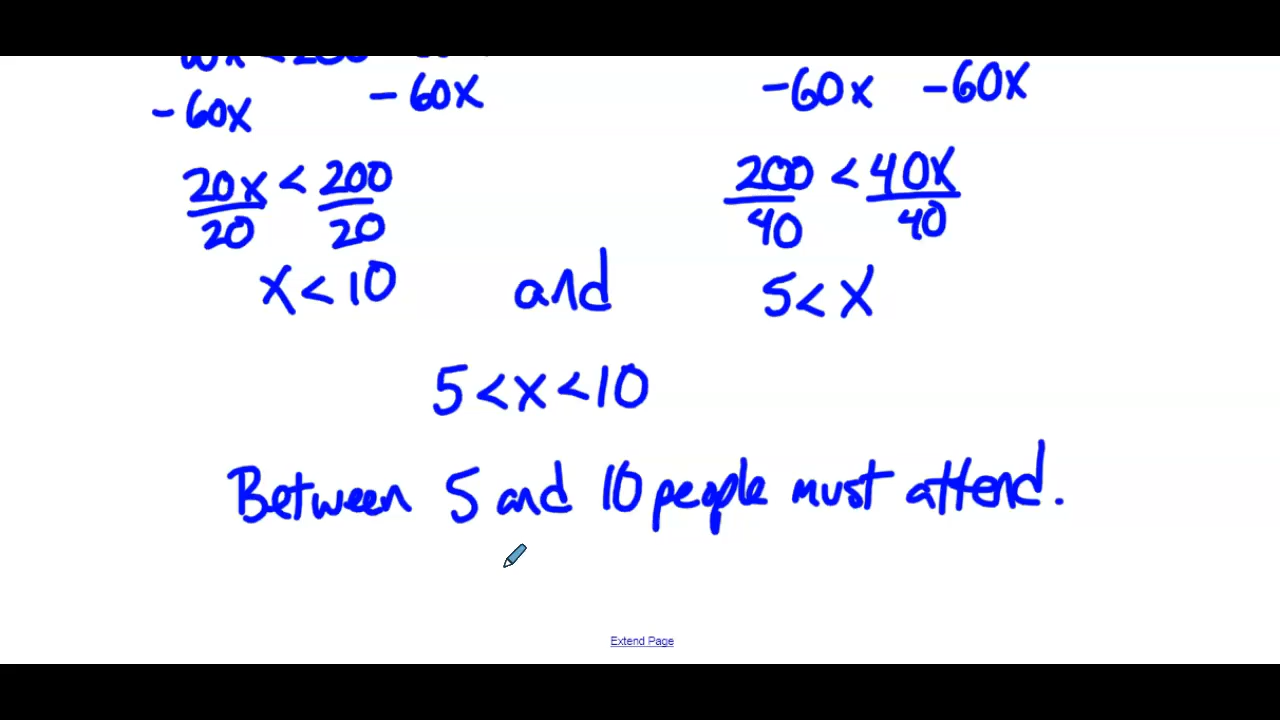 -60x -60x -60x -60x
20x < 200 200 < 40x
20 20 40 40
x < 10 and 5 < x
5 < x < 10
Between 5 and 10 people must attend.
Extend Page